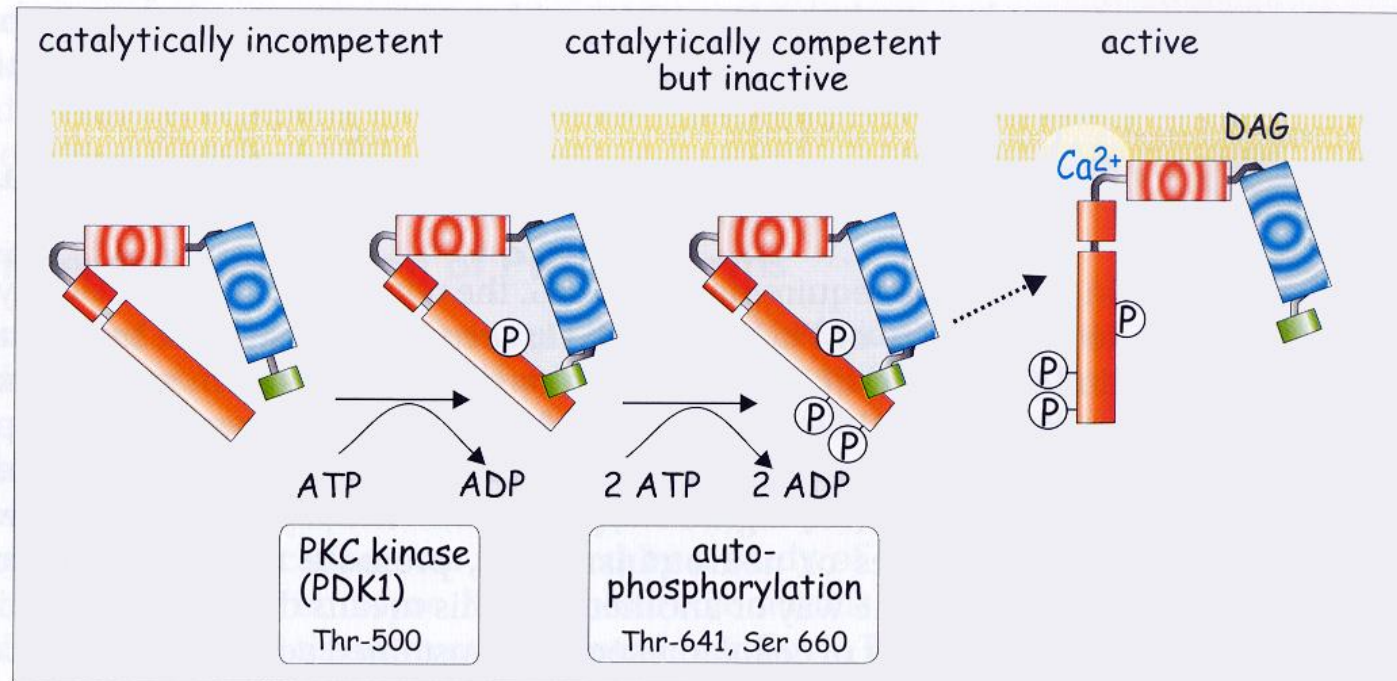 catalytically incompetent
catalytically competent
but inactive
active
DAG
Ca2+
P
P
P
P
P
P
P
ATP
ADP
2 ATP
2 ADP
PKC kinase
(PDK1)
Thr-500
auto-
phosphorylation
Thr-641, Ser 660